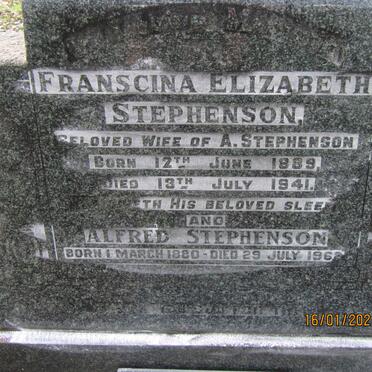 FRANSCINA ELIZABETH
STEPHENSON,
BELOVED WIFE OF A. STEPHENSON
BORN 12TH JUNE 1889
DIED 13TH JULY 1941.
HIS BELOVED
AND
ALFRED STEPHENSON
BORN 1 MARCH 1880 - DIED 29 JULY
16/01/202